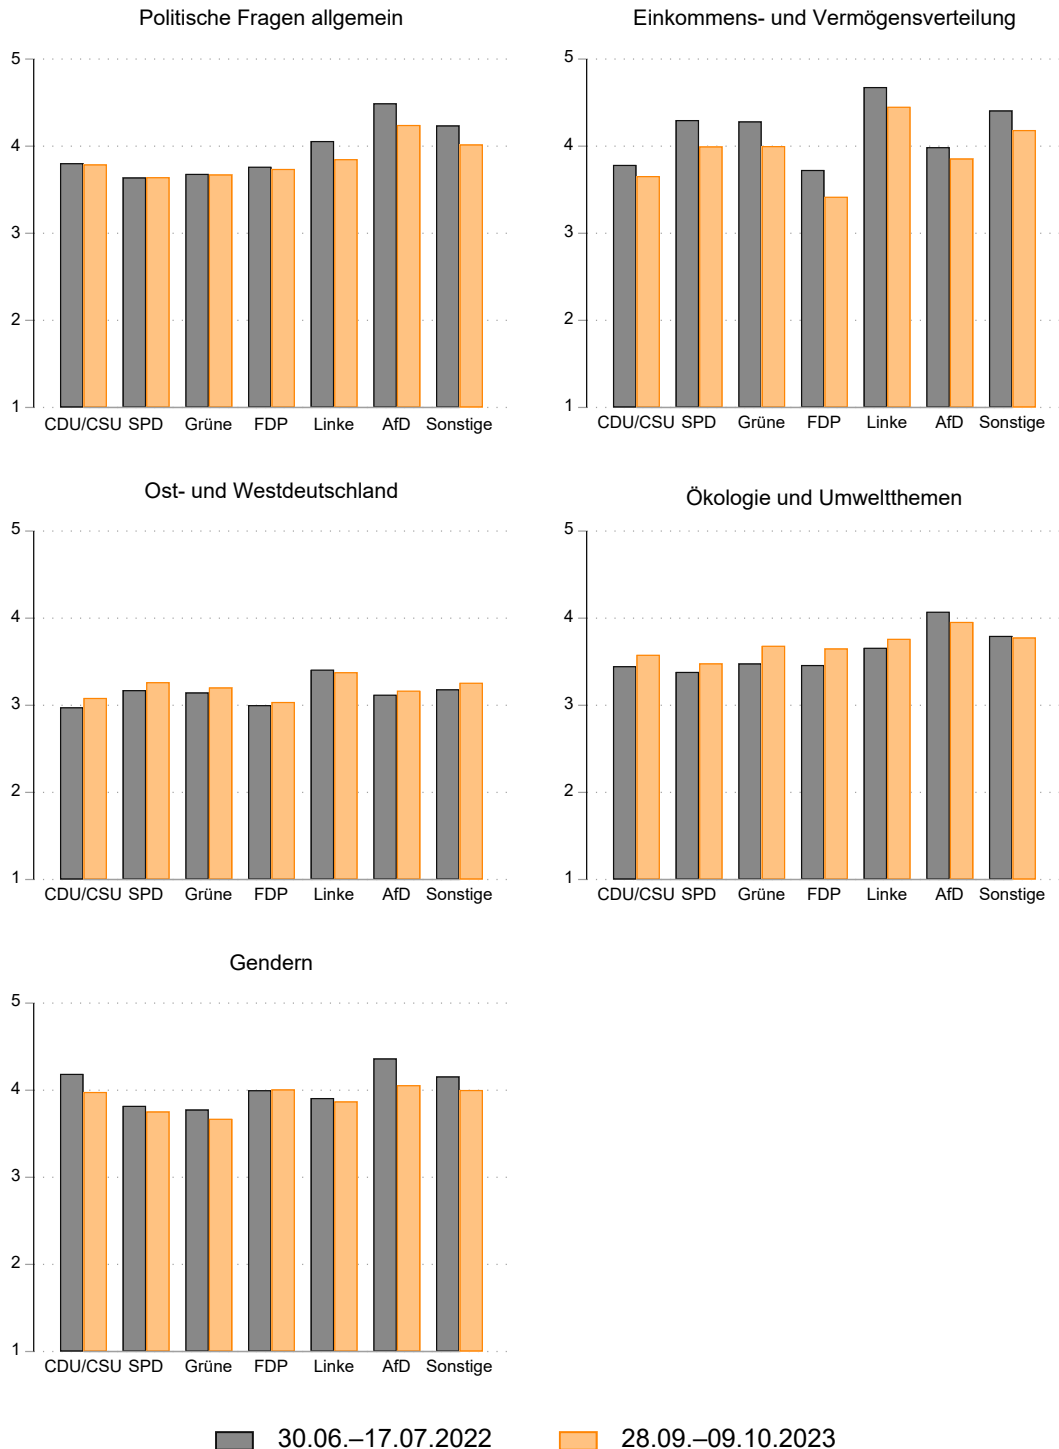 Politische Fragen allgemein
5
4
3
2
1
CDU/CSU SPD Grüne FDP Linke AfD Sonstige
Einkommens- und Vermögensverteilung
5
4
3
2
1
CDU/CSU SPD Grüne FDP Linke AfD Sonstige
Ost- und Westdeutschland
5
4
3
2
1
CDU/CSU SPD Grüne FDP Linke AfD Sonstige
Ökologie und Umweltthemen
5
4
3
2
1
CDU/CSU SPD Grüne FDP Linke AfD Sonstige
Gendern
5
4
3
2
1
CDU/CSU SPD Grüne FDP Linke AfD Sonstige
30.06.–17.07.2022 28.09.–09.10.2023